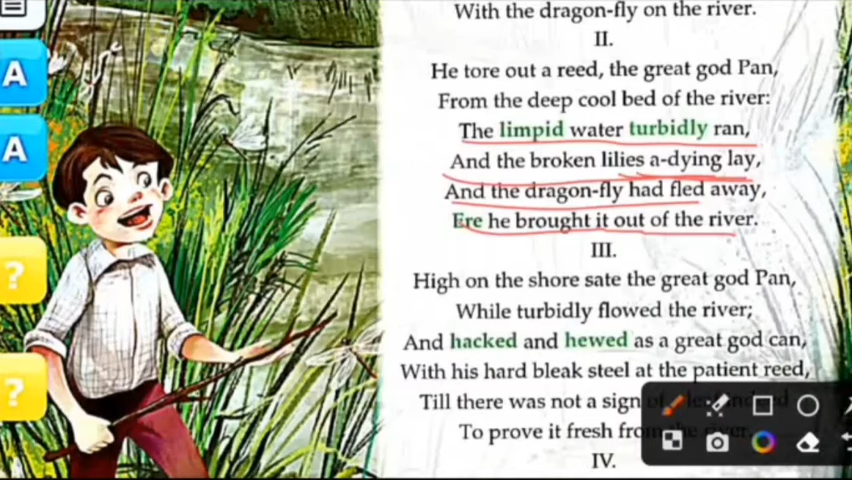 With the dragon-fly on the river.
II.
He tore out a reed, the great god Pan,
From the deep cool bed of the river:
A
The limpid water turbidly ran,
A
And the broken lilies a-dying lay,
And the dragon-fly had fled away,
Ere he brought it out of the river.
III.
?
High on the shore sate the great god Pan,
While turbidly flowed the river;
And hacked and hewed as a great god can,
With his hard bleak steel at the patient reed,
?
Till there was not a sign
To prove it fresh from the river.
IV.